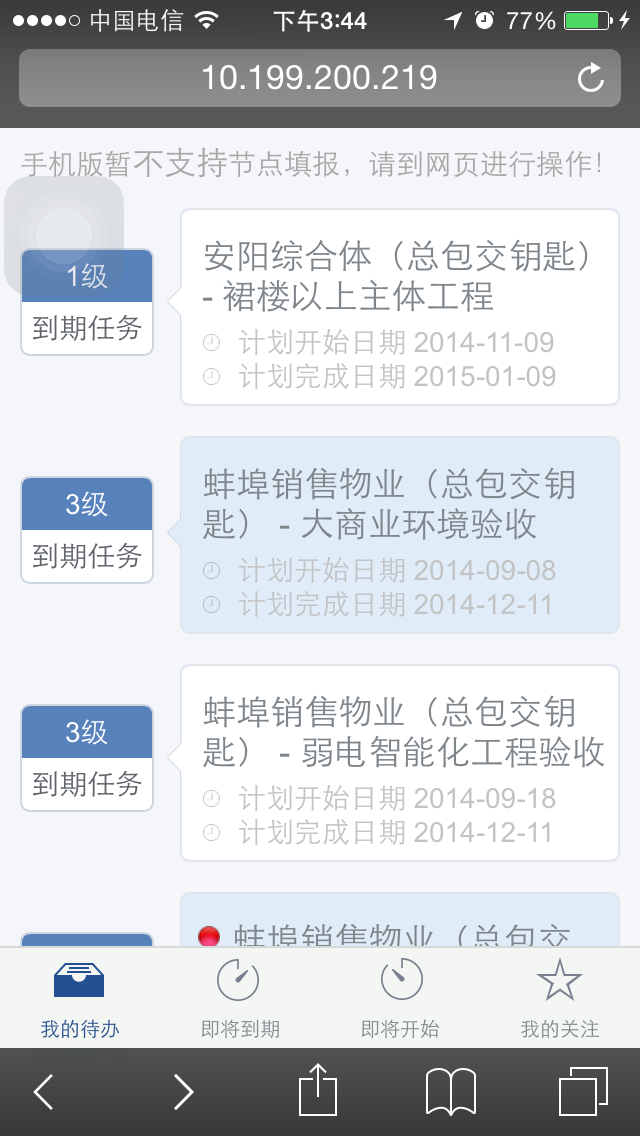 中国电信 下午3:44 77%
10.199.200.219
手机版暂不支持节点填报，请到网页进行操作！
1级
到期任务
安阳综合体（总包交钥匙）
- 裙楼以上主体工程
计划开始日期 2014-11-09
计划完成日期 2015-01-09
3级
到期任务
蚌埠销售物业（总包交钥
匙） - 大商业环境验收
计划开始日期 2014-09-08
计划完成日期 2014-12-11
3级
到期任务
蚌埠销售物业（总包交钥
匙） - 弱电智能化工程验收
计划开始日期 2014-09-18
计划完成日期 2014-12-11
蚌埠销售物业（总包交
我的待办 即将到期 即将开始 我的关注